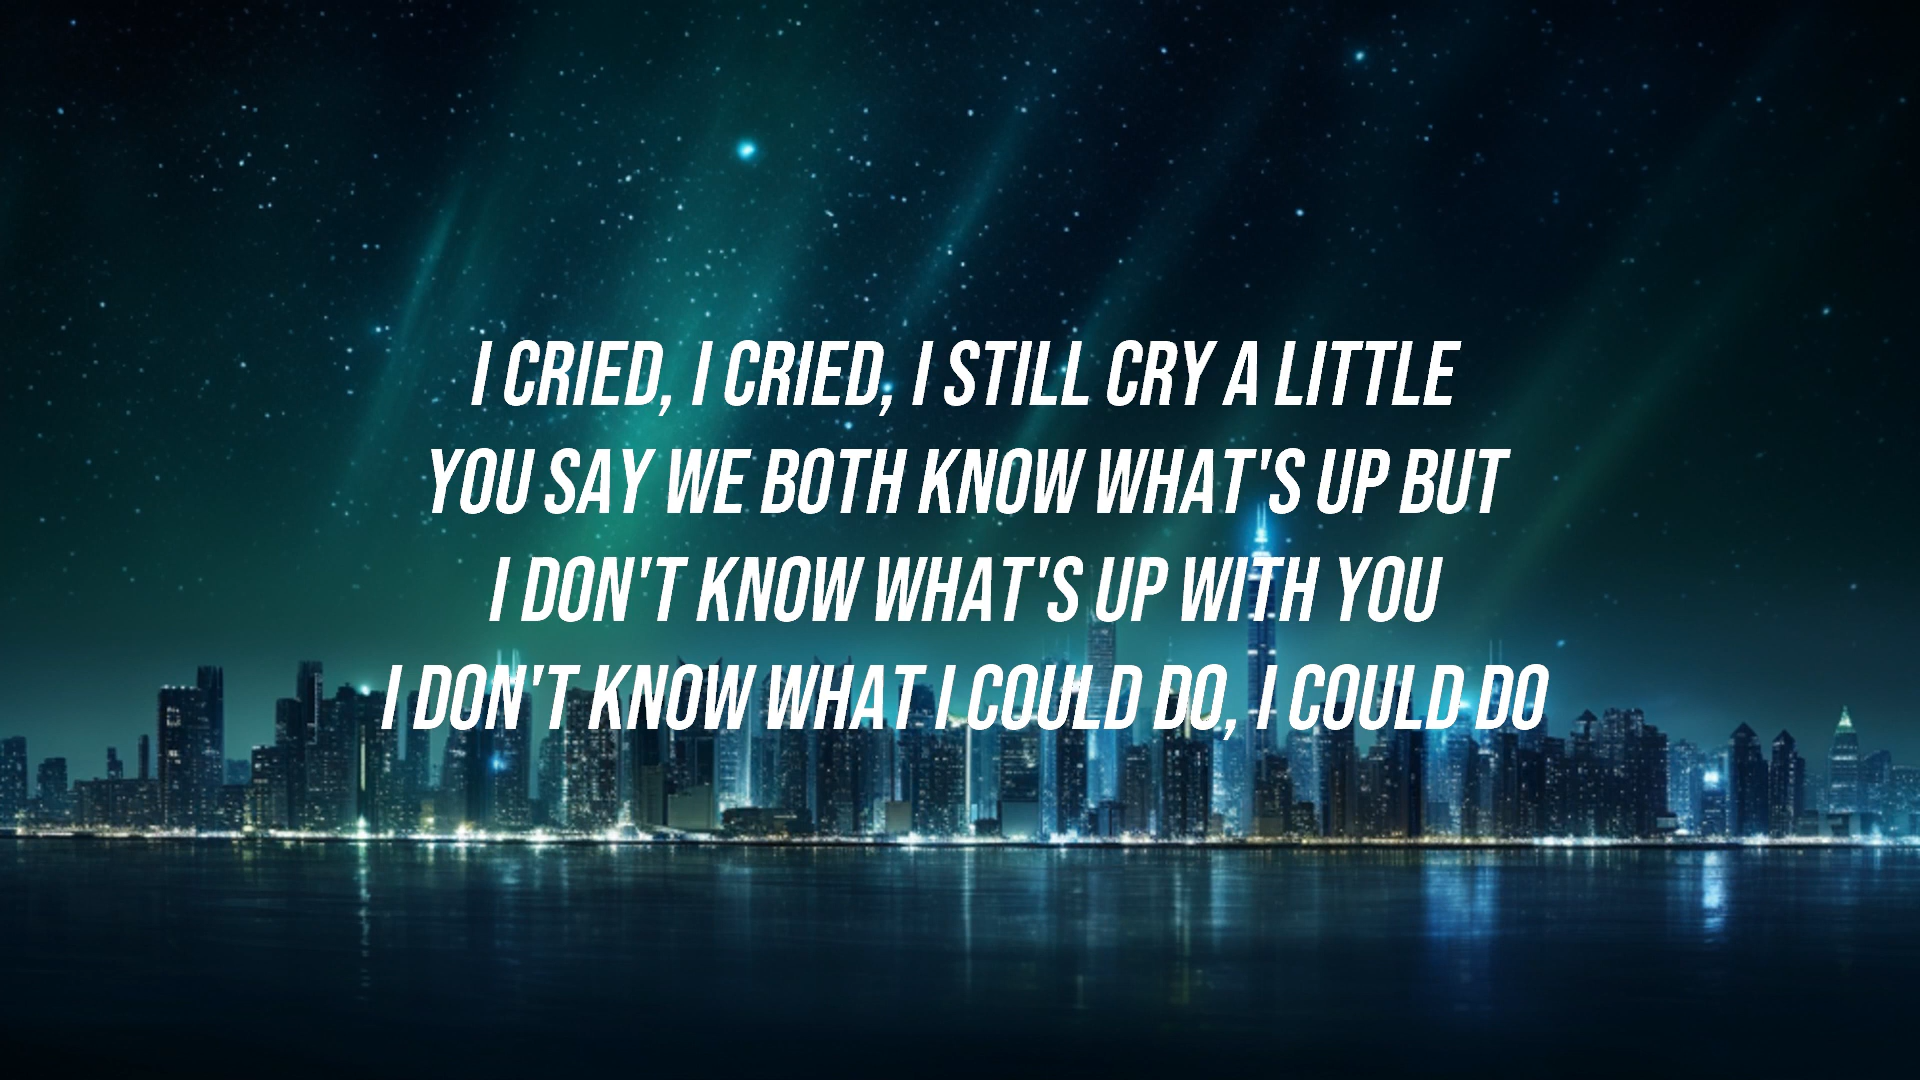 I CRIED, I CRIED, I STILL CRY A LITTLE
YOU SAY WE BOTH KNOW WHAT'S UP BUT
I DON'T KNOW WHAT'S UP WITH YOU
I DON'T KNOW WHAT I COULD DO, I COULD DO